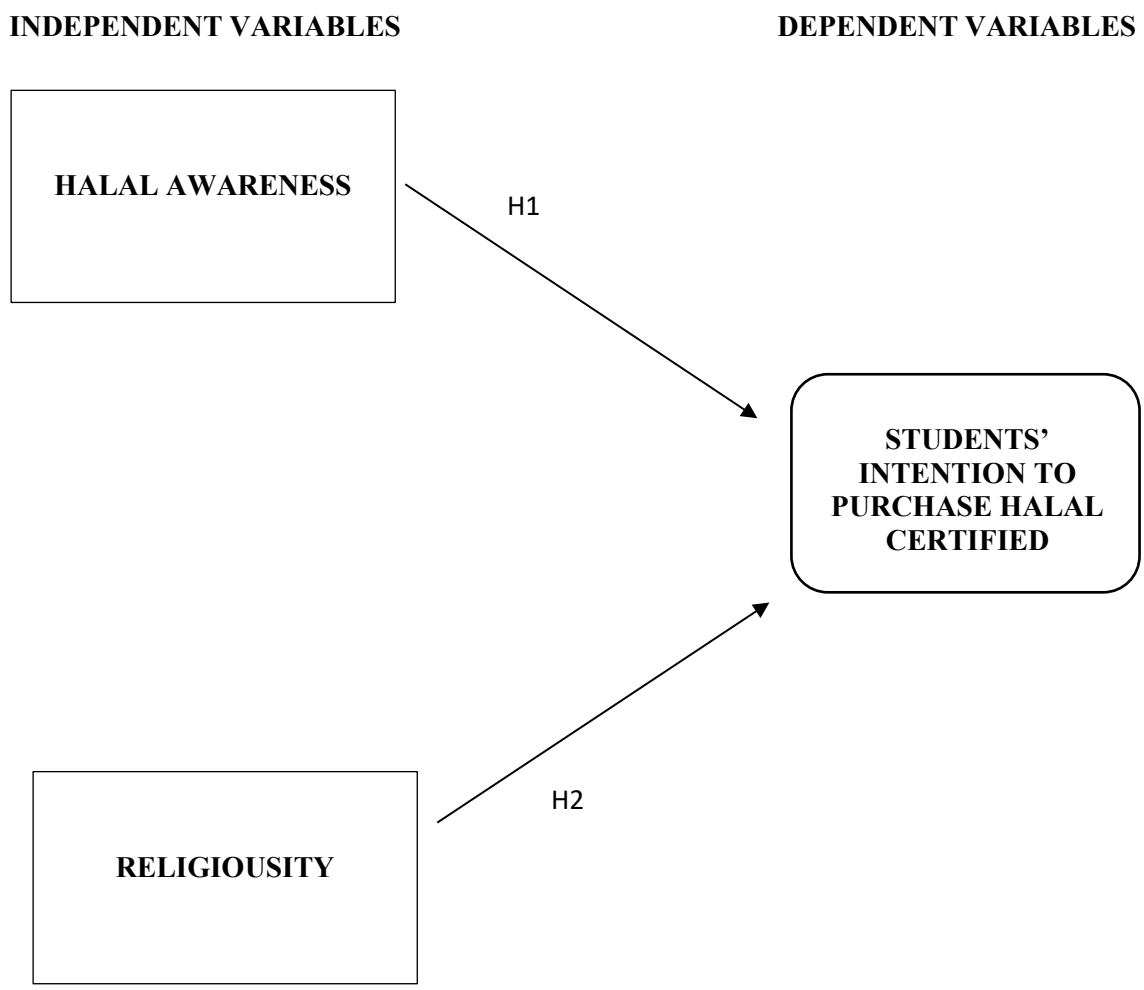 INDEPENDENT VARIABLES
DEPENDENT VARIABLES
HALAL AWARENESS
H1
STUDENTS’
INTENTION TO
PURCHASE HALAL
CERTIFIED
H2
RELIGIOUSITY